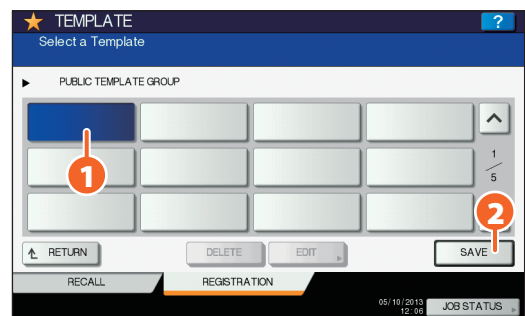 TEMPLATE
?
Select a Template
PUBLIC TEMPLATE GROUP
1
1
5
2
RETURN
DELETE
EDIT
SAVE
RECALL
REGISTRATION
05/10/2013
12:06
JOB STATUS